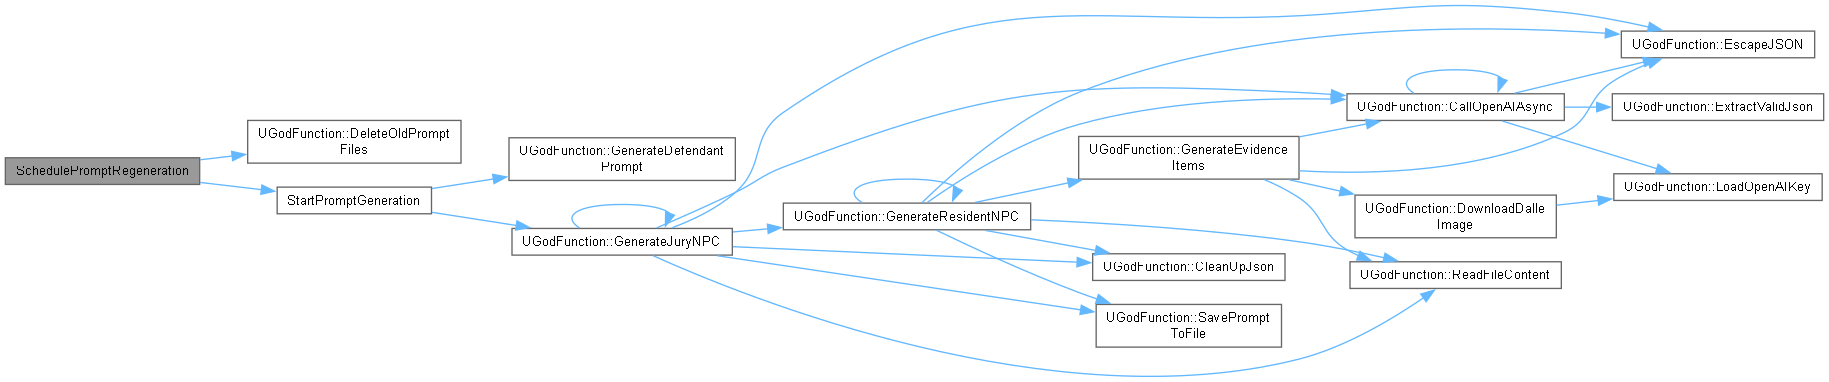 SchedulePromptRegeneration
UGodFunction::DeleteOldPrompt
Files
StartPromptGeneration
UGodFunction::GenerateDefendant
Prompt
UGodFunction::GenerateJuryNPC
UGodFunction::GenerateResidentNPC
UGodFunction::GenerateEvidence
Items
UGodFunction::CleanUpJson
UGodFunction::SavePrompt
ToFile
UGodFunction::CallOpenAIAsync
UGodFunction::DownloadDalle
Image
UGodFunction::ReadFileContent
UGodFunction::EscapeJSON
UGodFunction::ExtractValidJson
UGodFunction::LoadOpenAIKey